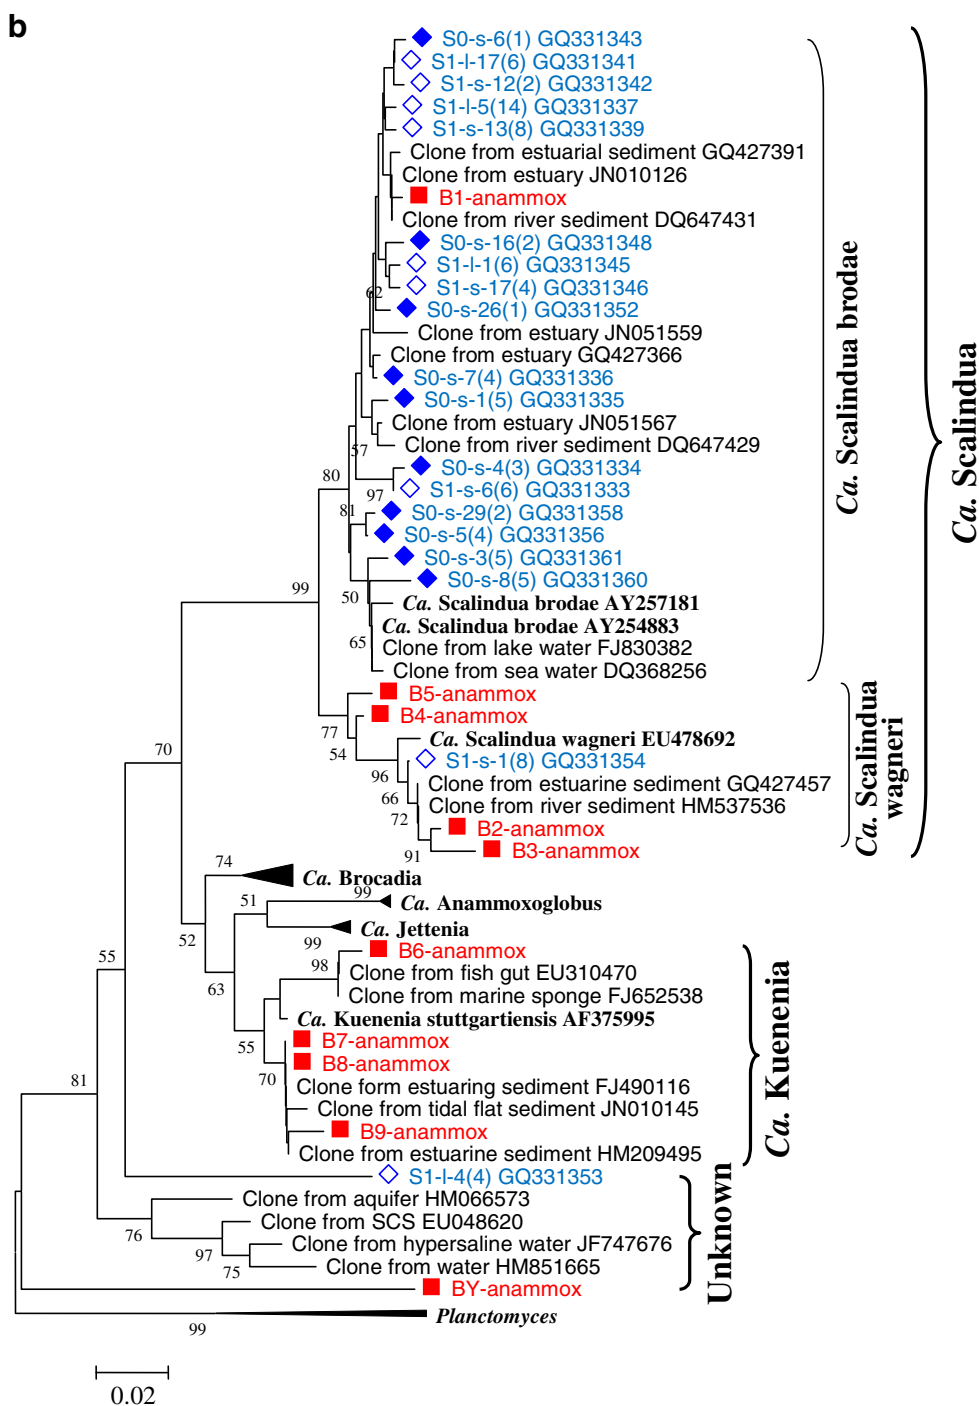 b
S0-s-6(1) GQ331343
S1-l-17(6) GQ331341
S1-s-12(2) GQ331342
S1-l-5(14) GQ331337
S1-s-13(8) GQ331339
Clone from estuarial sediment GQ427391
Clone from estuary JN010126
B1-anammox
Clone from river sediment DQ647431
S0-s-16(2) GQ331348
S1-l-1(6) GQ331345
S1-s-17(4) GQ331346
62
S0-s-26(1) GQ331352
Clone from estuary JN051559
Clone from estuary GQ427366
S0-s-7(4) GQ331336
S0-s-1(5) GQ331335
Clone from estuary JN051567
Clone from river sediment DQ647429
57
S0-s-4(3) GQ331334
80
S1-s-6(6) GQ331333
97
S0-s-29(2) GQ331358
81
S0-s-5(4) GQ331356
S0-s-3(5) GQ331361
S0-s-8(5) GQ331360
99
50
Ca. Scalindua brodae AY257181
Ca. Scalindua brodae AY254883
65
Clone from lake water FJ830382
Clone from sea water DQ368256
Ca. Scalindua brodae
Ca. Scalindua
B5-anammox
B4-anammox
77
Ca. Scalindua wagneri EU478692
54
S1-s-1(8) GQ331354
96
Clone from estuarine sediment GQ427457
66
Clone from river sediment HM537536
72
B2-anammox
B3-anammox
91
Ca. Scalindua
wagneri
70
74
Ca. Brocadia
99
51
Ca. Anammoxoglobus
Ca. Jettenia
52
99
B6-anammox
98
Clone from fish gut EU310470
63
Clone from marine sponge FJ652538
Ca. Kuenenia stuttgartiensis AF375995
55
B7-anammox
55
B8-anammox
70
Clone form estuaring sediment FJ490116
Clone from tidal flat sediment JN010145
B9-anammox
Clone from estuarine sediment HM209495
Ca. Kuenenia
81
S1-l-4(4) GQ331353
Clone from aquifer HM066573
Clone from SCS EU048620
76
Clone from hypersaline water JF747676
97
Clone from water HM851665
75
BY-anammox
Unknown
Planctomyces
99
0.02